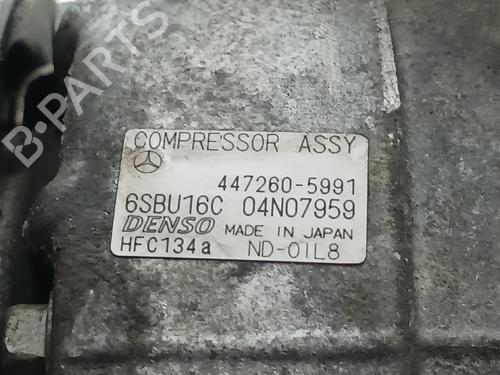 B-PARTS
COMPRESSOR ASSY
447260-5991
6SBU16C 04N07959
DENSO MADE IN JAPAN
HFC134a ND-OIL8